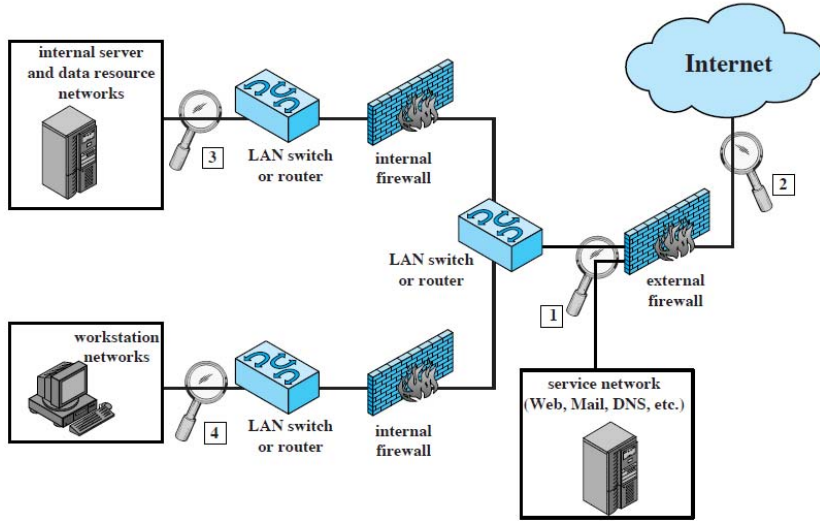 internal server
and data resource
networks
Internet
3
LAN switch
or router
internal
firewall
2
LAN switch
or router
1
external
firewall
workstation
networks
4
LAN switch
or router
internal
firewall
service network
(Web, Mail, DNS, etc.)